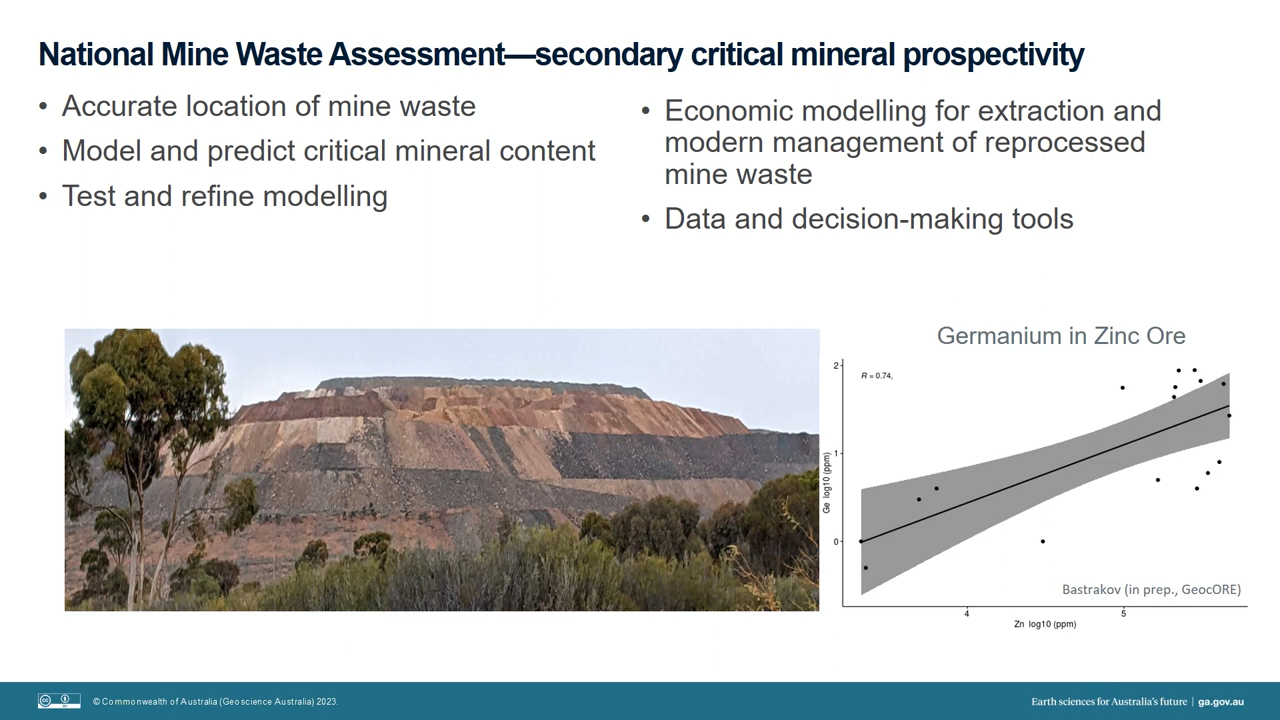 National Mine Waste Assessment—secondary critical mineral prospectivity
• Accurate location of mine waste
• Model and predict critical mineral content
• Test and refine modelling
• Economic modelling for extraction and
modern management of reprocessed
mine waste
• Data and decision-making tools
Germanium in Zinc Ore
R = 0.74,
2
1
0
Ge log10 (ppm)
4
5
Zn log10 (ppm)
Bastrakov (in prep., GeocORE)
cc
BY
© Commonwealth of Australia (Geoscience Australia) 2023.
Earth sciences for Australia's future | ga.gov.au